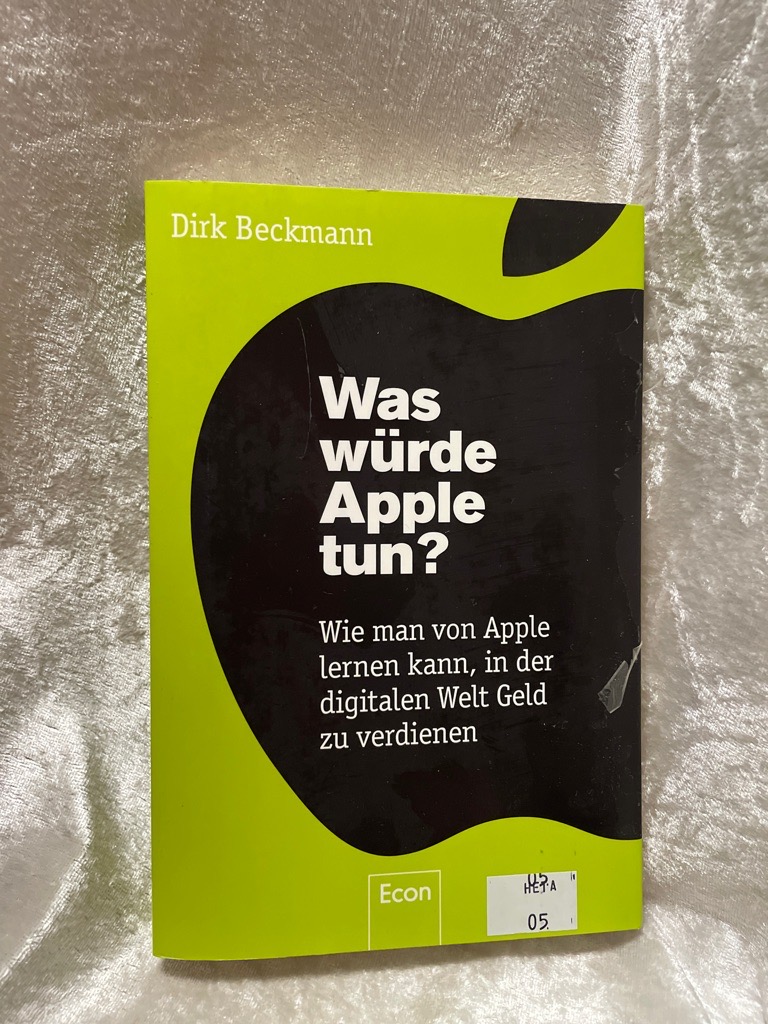 Dirk Beckmann
Was
würde
Apple
tun?
Wie man von Apple
lernen kann, in der
digitalen Welt Geld
zu verdienen
Econ
05
HETA
05.